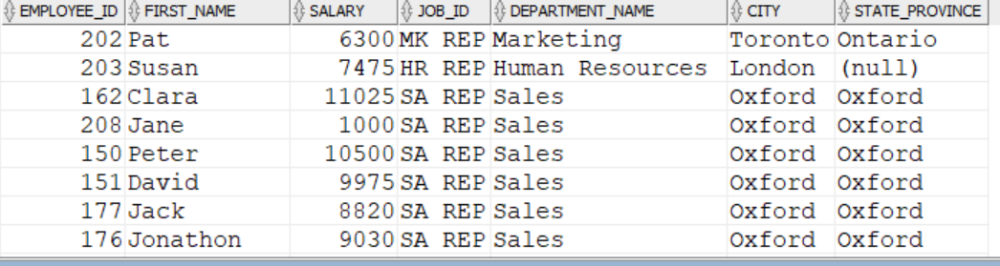 EMPLOYEE_ID FIRST_NAME SALARY JOB_ID DEPARTMENT_NAME CITY STATE_PROVINCE
202 Pat 6300 MK REP Marketing Toronto Ontario
203 Susan 7475 HR REP Human Resources London (null)
162 Clara 11025 SA REP Sales Oxford Oxford
208 Jane 1000 SA REP Sales Oxford Oxford
150 Peter 10500 SA REP Sales Oxford Oxford
151 David 9975 SA REP Sales Oxford Oxford
177 Jack 8820 SA REP Sales Oxford Oxford
176 Jonathon 9030 SA REP Sales Oxford Oxford